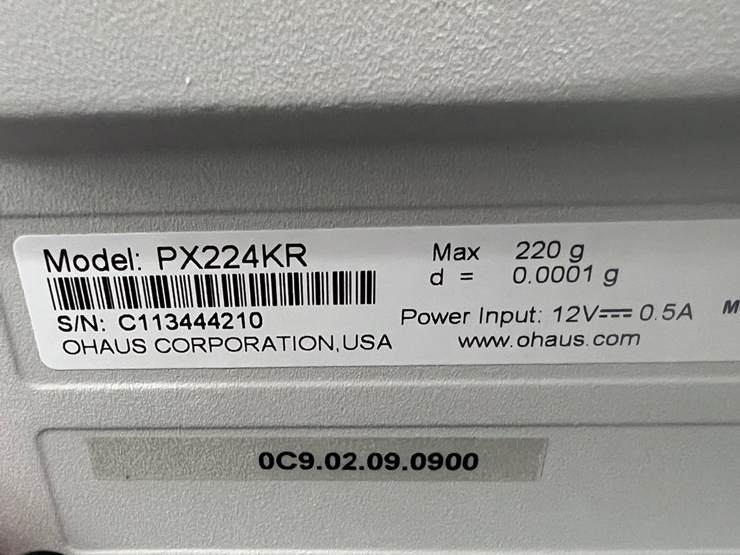 Model: PX224KR
S/N: C113444210
OHAUS CORPORATION,USA
Max 220 g
d = 0.0001 g
Power Input: 12V⎓ 0.5A
www.ohaus.com
M
0C9.02.09.0900